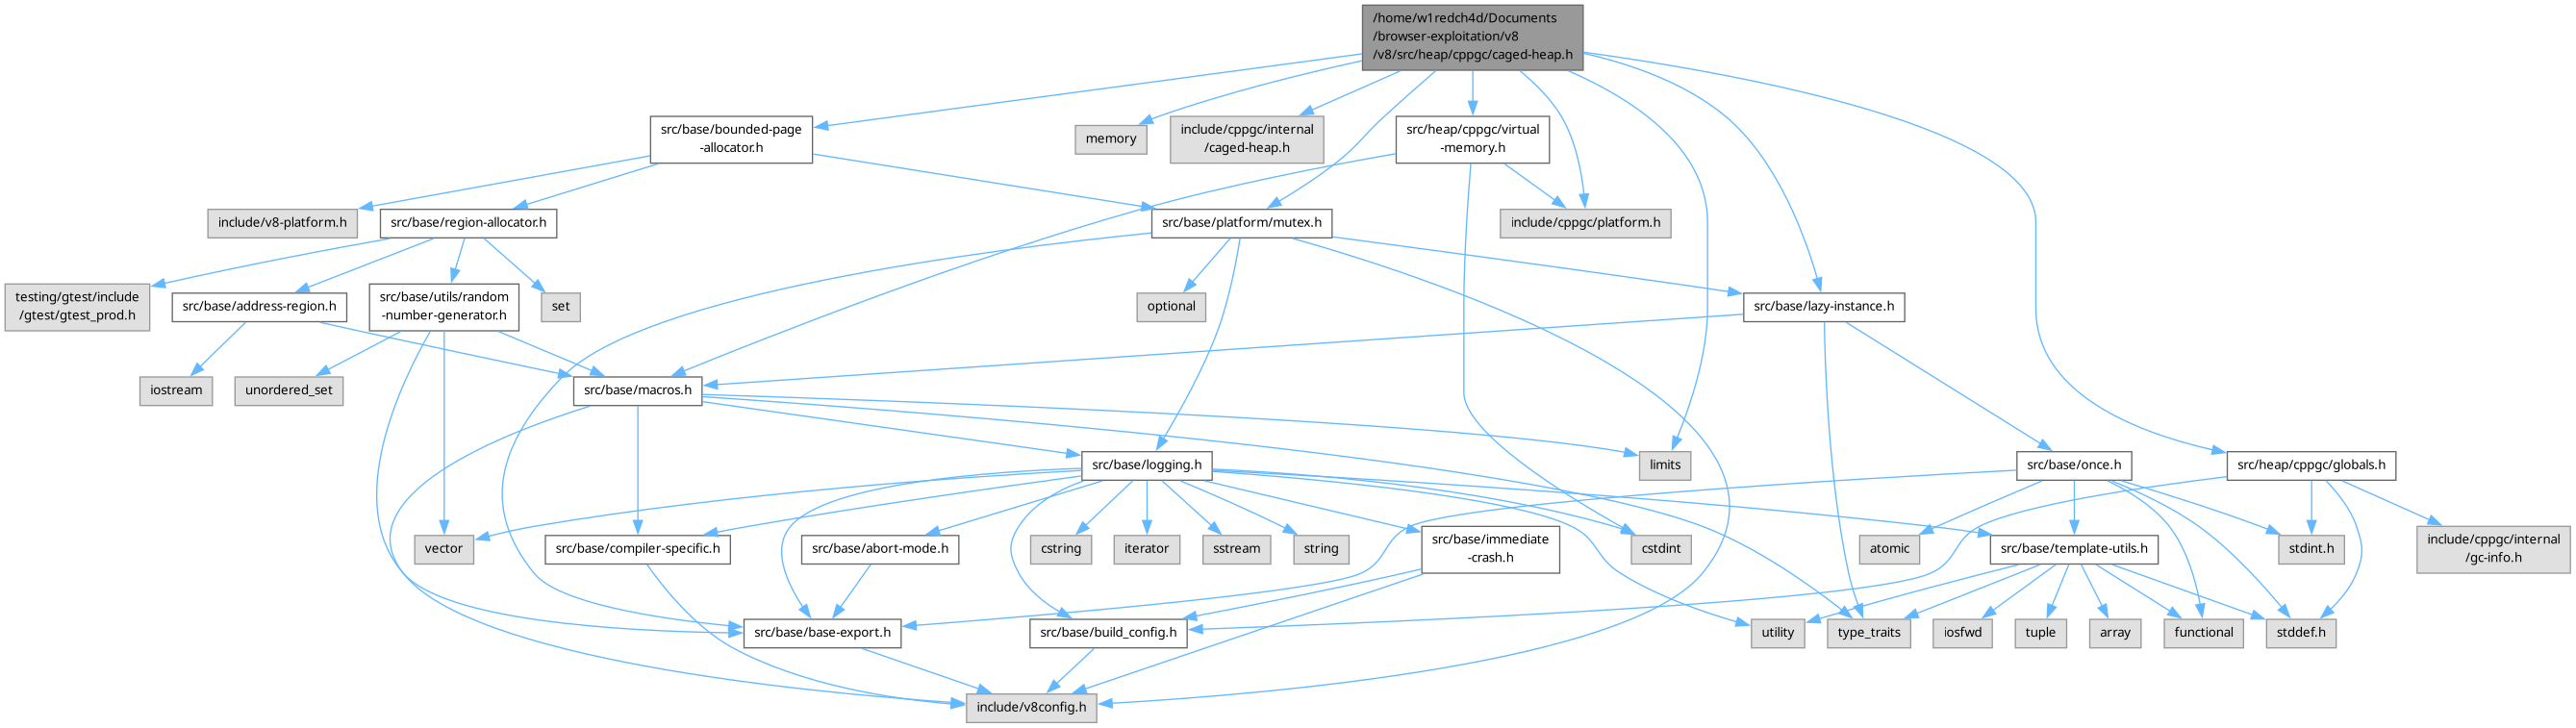 /home/w1redch4d/Documents
/browser-exploitation/v8
/v8/src/heap/cppgc/caged-heap.h
src/base/bounded-page
-allocator.h
memory
include/cppgc/internal
/caged-heap.h
src/heap/cppgc/virtual
-memory.h
include/v8-platform.h
src/base/region-allocator.h
src/base/platform/mutex.h
include/cppgc/platform.h
testing/gtest/include
/gtest/gtest_prod.h
src/base/address-region.h
src/base/utils/random
-number-generator.h
set
optional
src/base/lazy-instance.h
iostream
unordered_set
src/base/macros.h
src/base/logging.h
limits
src/base/once.h
src/heap/cppgc/globals.h
vector
src/base/compiler-specific.h
src/base/abort-mode.h
cstring
iterator
sstream
string
src/base/immediate
-crash.h
cstdint
atomic
src/base/template-utils.h
stdint.h
include/cppgc/internal
/gc-info.h
src/base/base-export.h
src/base/build_config.h
utility
type_traits
iosfwd
tuple
array
functional
stddef.h
include/v8config.h